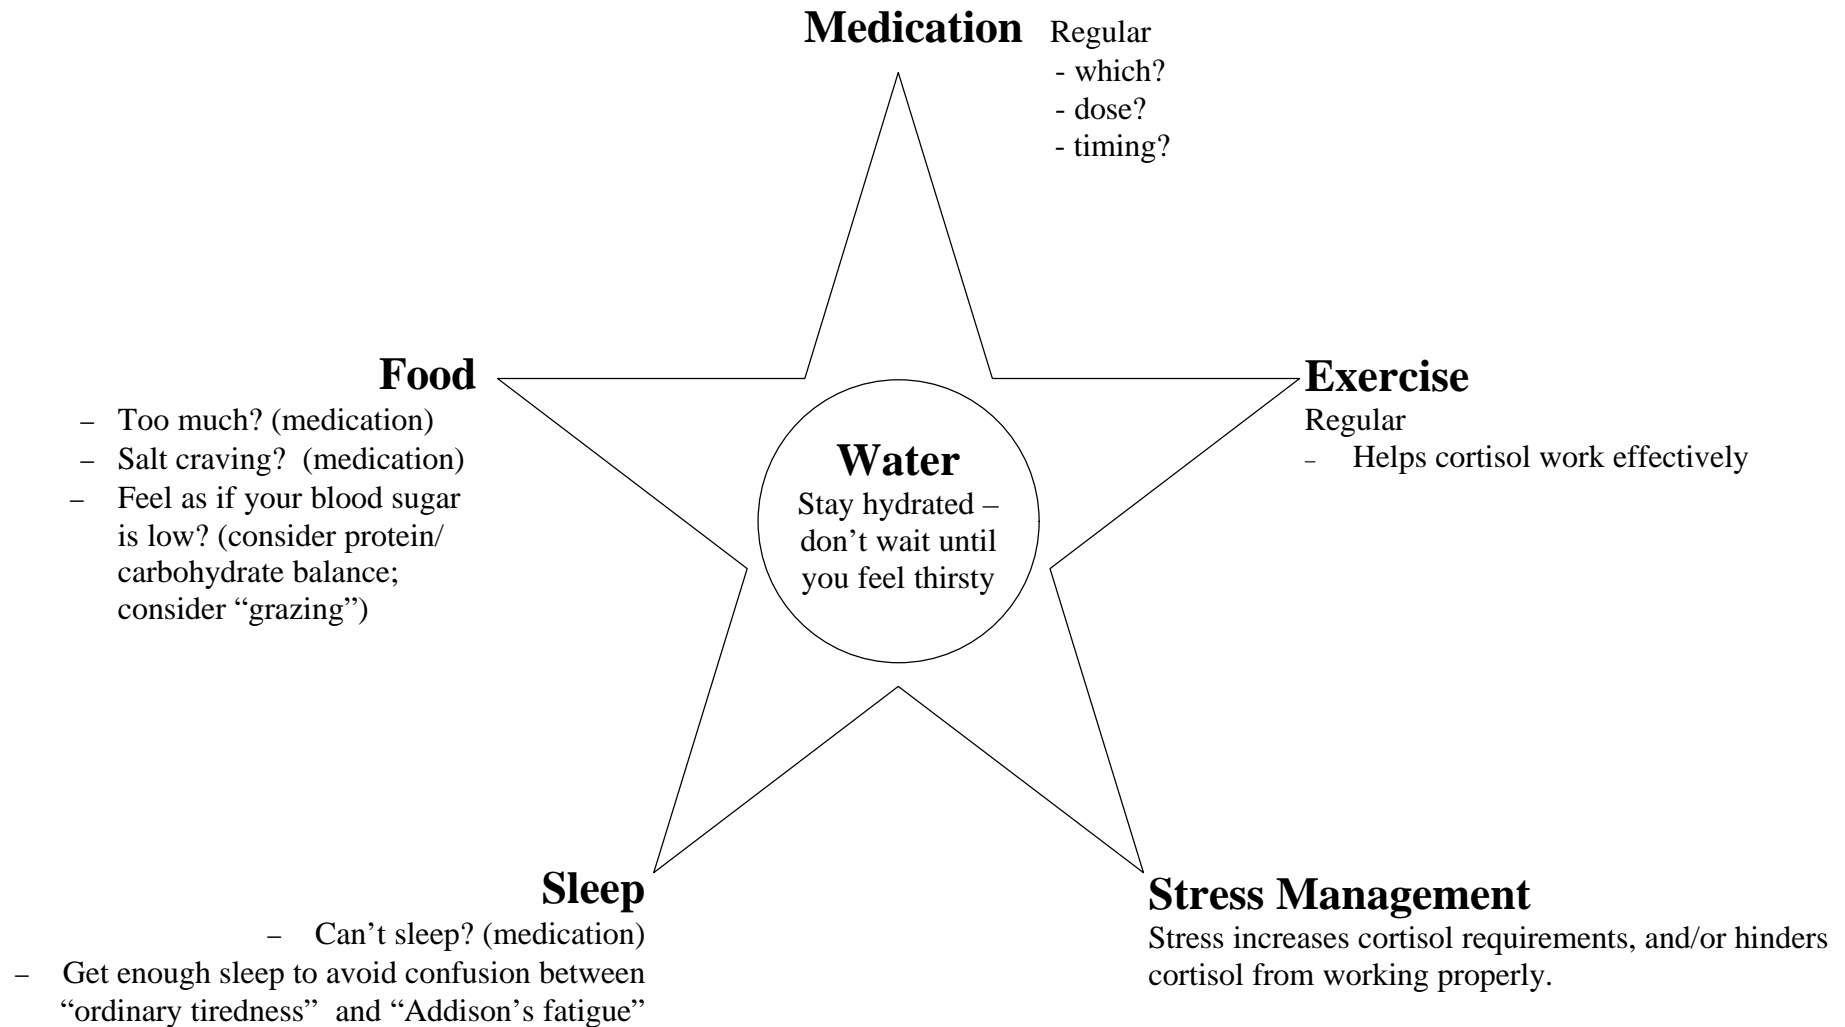 Medication Regular
- which?
- dose?
- timing?
Food
– Too much? (medication)
– Salt craving? (medication)
– Feel as if your blood sugar
is low? (consider protein/
carbohydrate balance;
consider “grazing”)
Water
Stay hydrated –
don’t wait until
you feel thirsty
Exercise
Regular
– Helps cortisol work effectively
Sleep
– Can’t sleep? (medication)
– Get enough sleep to avoid confusion between
“ordinary tiredness” and “Addison’s fatigue”
Stress Management
Stress increases cortisol requirements, and/or hinders
cortisol from working properly.